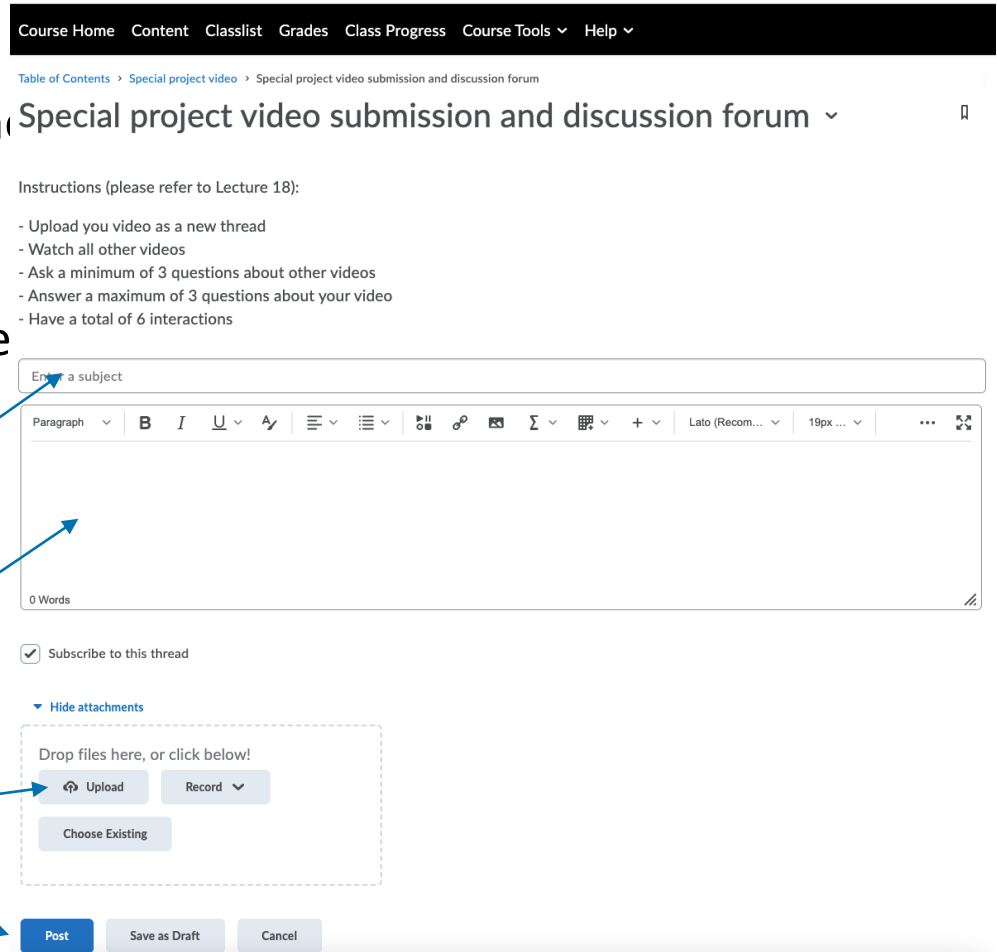 Course Home Content Classlist Grades Class Progress Course Tools Help
Table of Contents › Special project video › Special project video submission and discussion forum
Special project video submission and discussion forum
Instructions (please refer to Lecture 18):
- Upload you video as a new thread
- Watch all other videos
- Ask a minimum of 3 questions about other videos
- Answer a maximum of 3 questions about your video
- Have a total of 6 interactions
e
Enter a subject
Paragraph B I U A Σ + Lato (Recom... 19px ... ...
0 Words
Subscribe to this thread
Hide attachments
Drop files here, or click below!
Upload Record
Choose Existing
Post Save as Draft Cancel